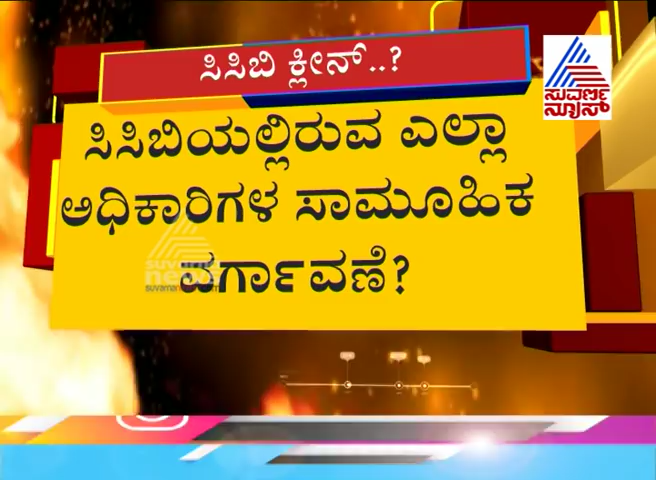 ಸಿಸಿಬಿ ಕ್ಲೀನ್..?
ಸುವರ್ಣ
ನ್ಯೂಸ್
ಸಿಸಿಬಿಯಲ್ಲಿರುವ ಎಲ್ಲಾ
ಅಧಿಕಾರಿಗಳ ಸಾಮೂಹಿಕ
ವರ್ಗಾವಣೆ?